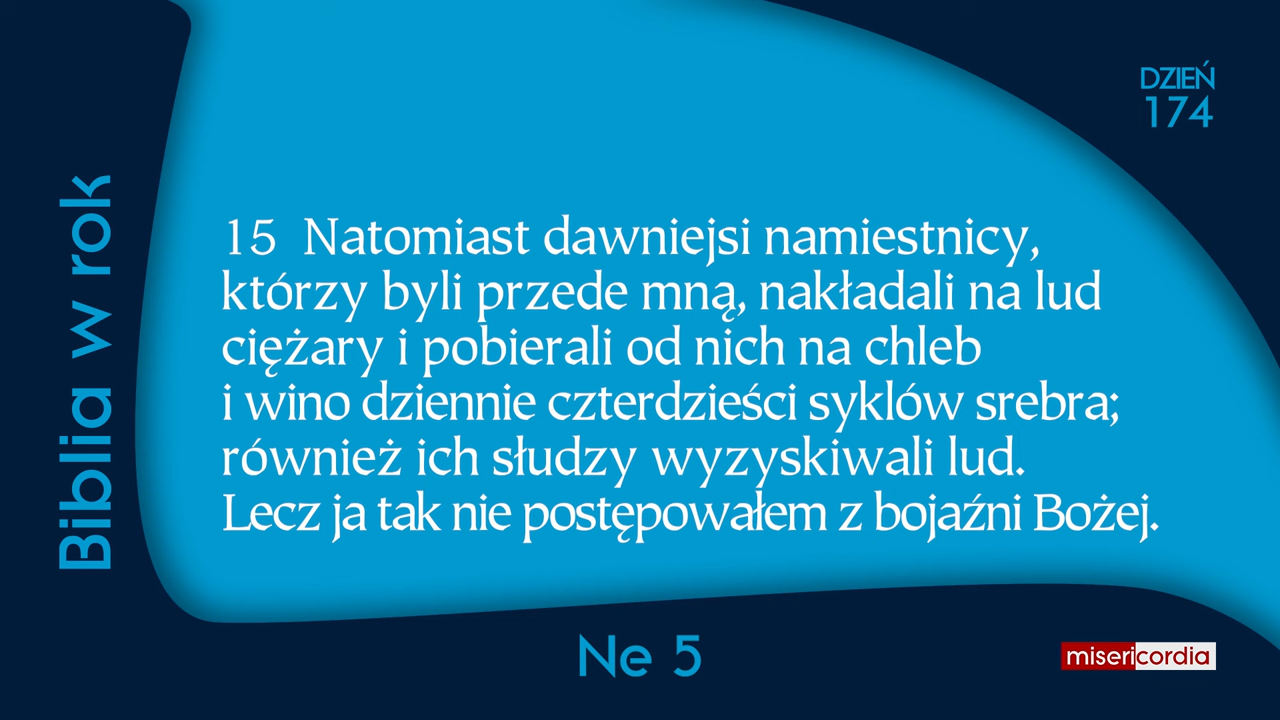 DZIEŃ
174
Biblia w rok
15 Natomiast dawniejsi namiestnicy,
którzy byli przede mną, nakładali na lud
ciężary i pobierali od nich na chleb
i wino dziennie czterdzieści syklów srebra;
również ich słudzy wyzyskiwali lud.
Lecz ja tak nie postępowałem z bojaźni Bożej.
Ne 5
misericordia